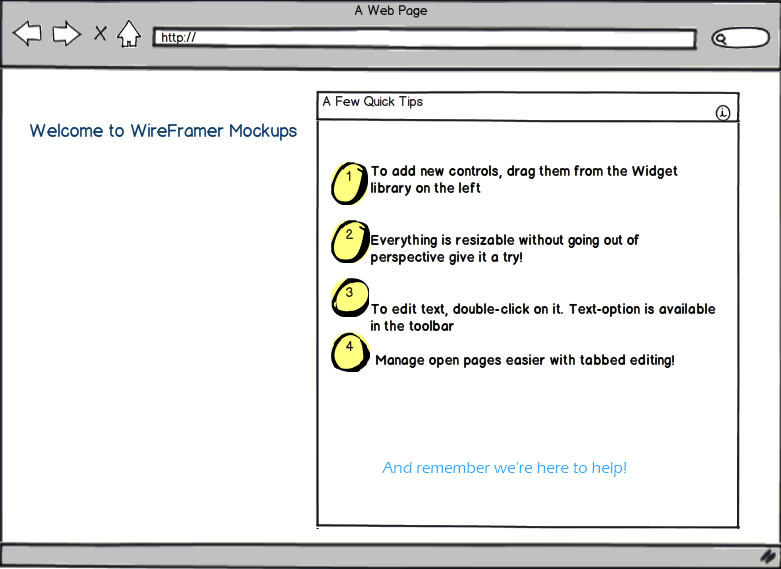 A Web Page
http://
Welcome to WireFramer Mockups
A Few Quick Tips
i
1
To add new controls, drag them from the Widget
library on the left
2
Everything is resizable without going out of
perspective give it a try!
3
To edit text, double-click on it. Text-option is available
in the toolbar
4
Manage open pages easier with tabbed editing!
And remember we're here to help!